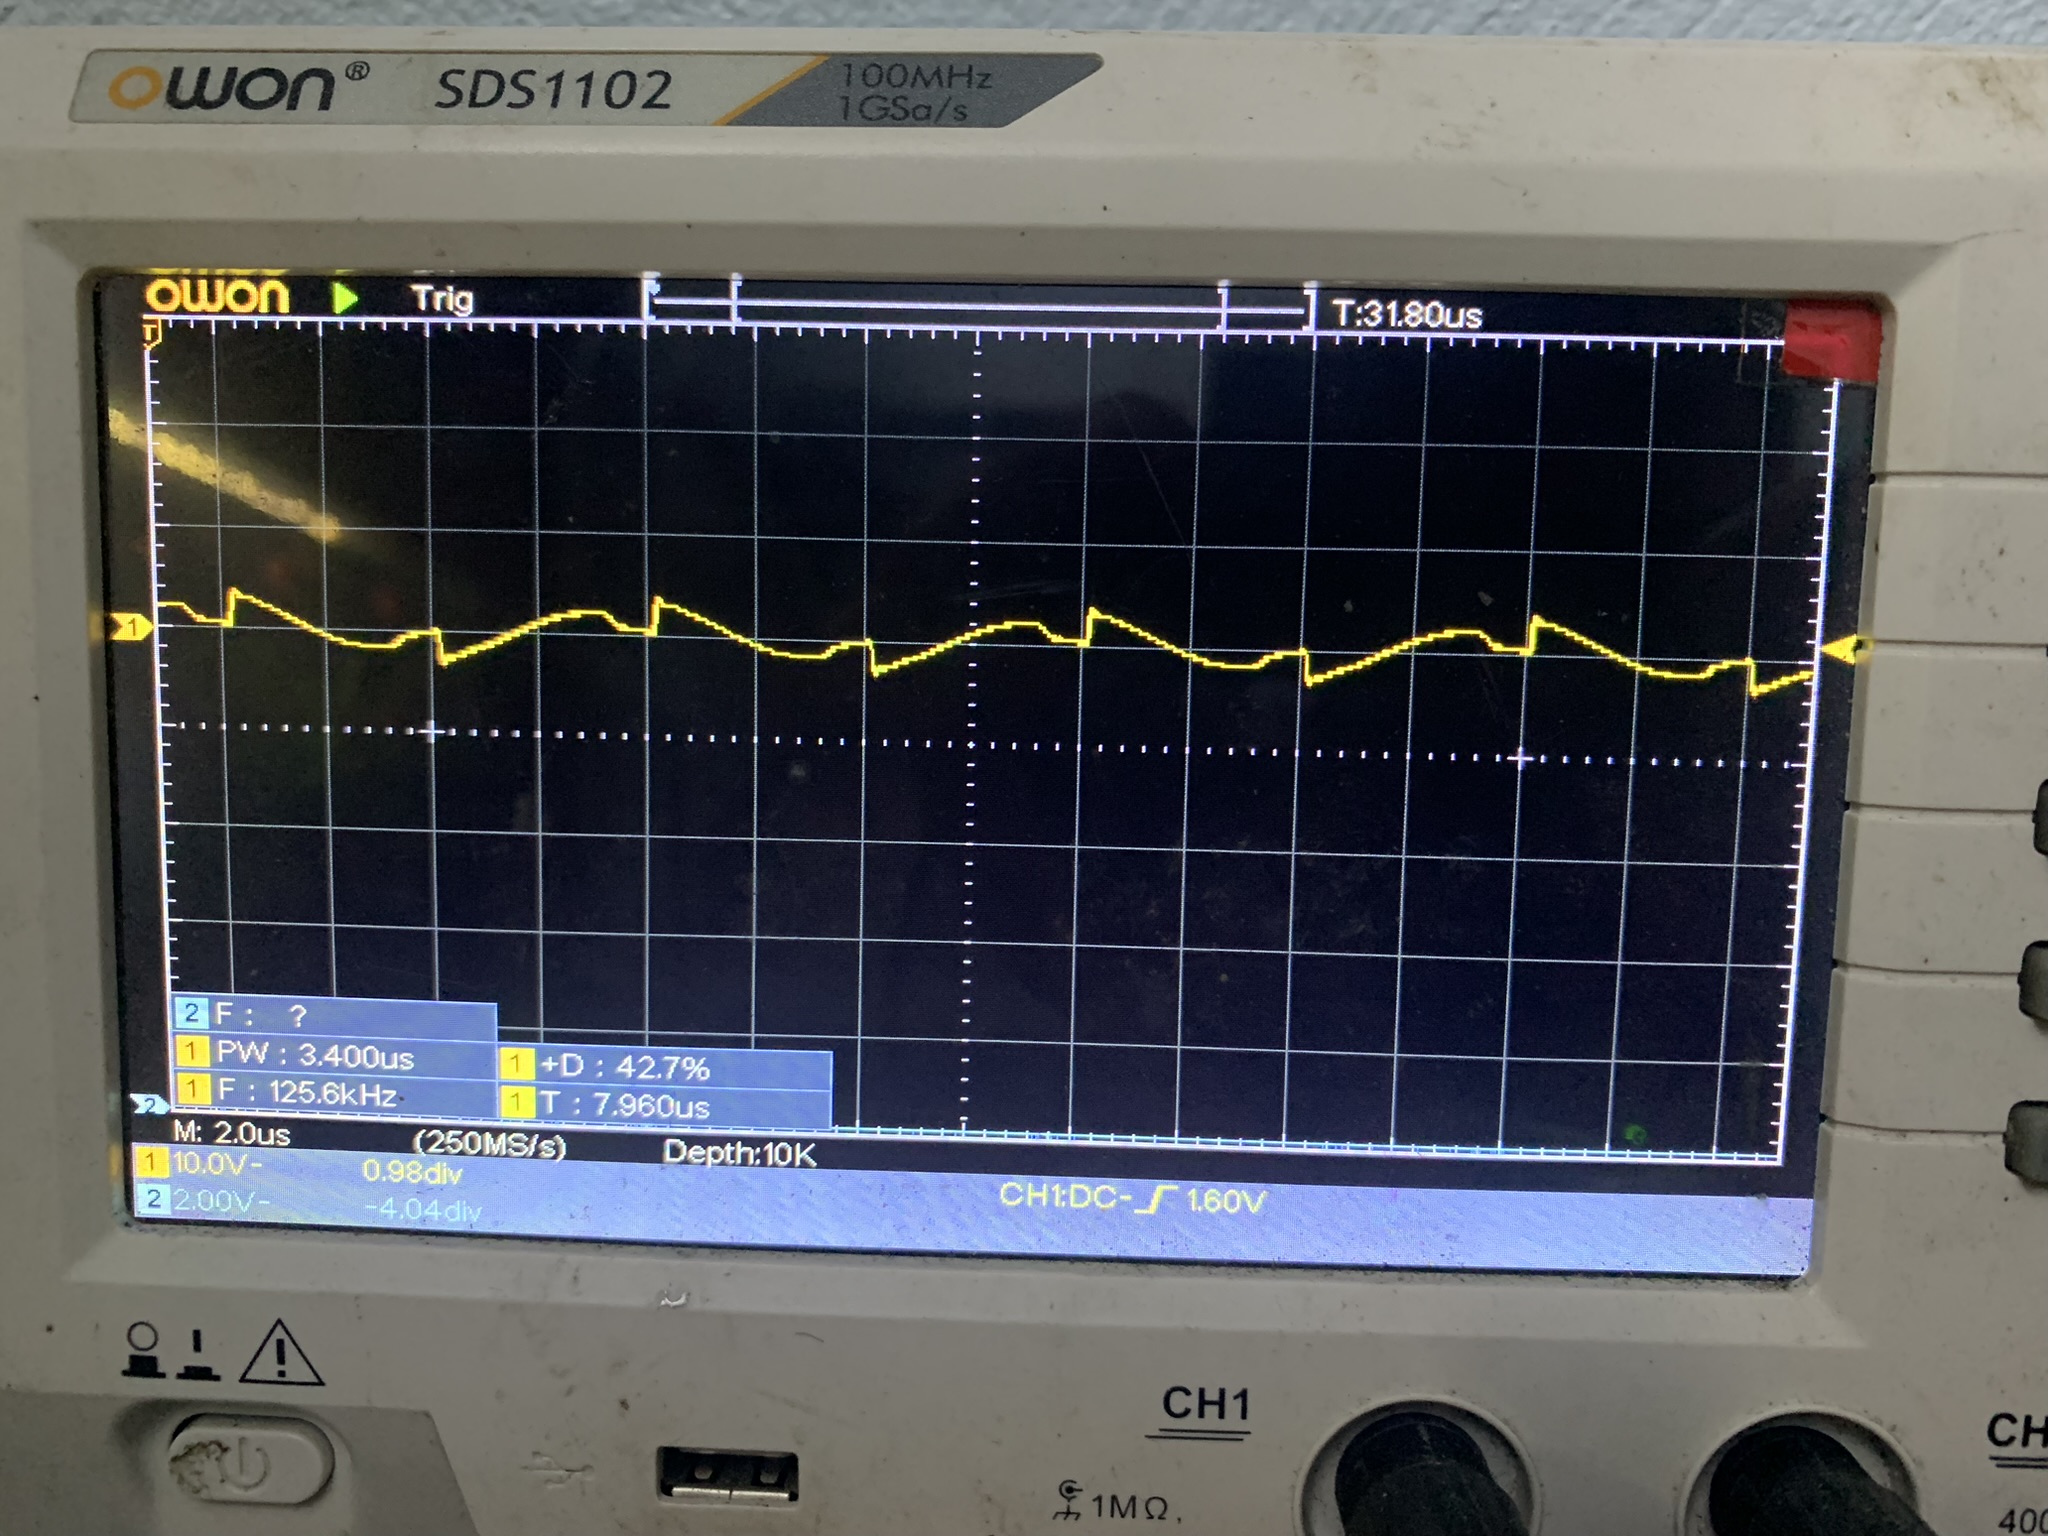 owon® SDS1102 100MHz
1GSa/s
owon Trig T:31.80us
T
1
2 F : ?
1 PW : 3.400us 1 +D : 42.7%
1 F : 125.6kHz 1 T : 7.960us
2
M: 2.0us (250MS/s) Depth:10K
1 10.0V- 0.98div
2 2.00V- -4.04div
CH1:DC- 1.60V
CH1
CH
1MΩ,
400